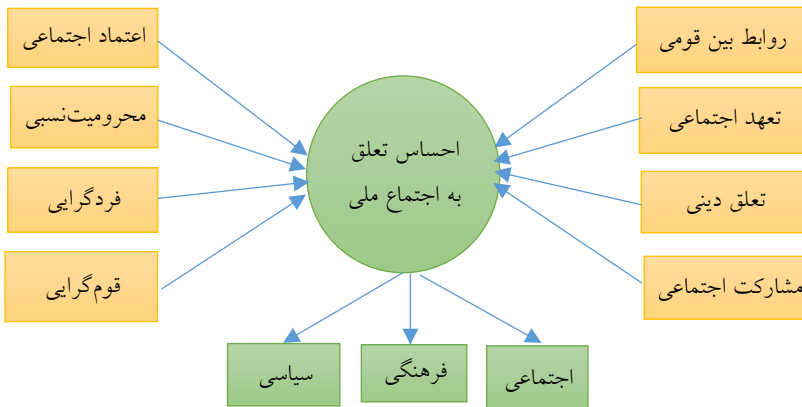 روابط بین قومی
تعهد اجتماعی
تعلق دینی
مشارکت اجتماعی
احساس تعلق
به اجتماع ملی
اعتماد اجتماعی
محرومیت‌نسبی
فردگرایی
قوم‌گرایی
اجتماعی
فرهنگی
سیاسی